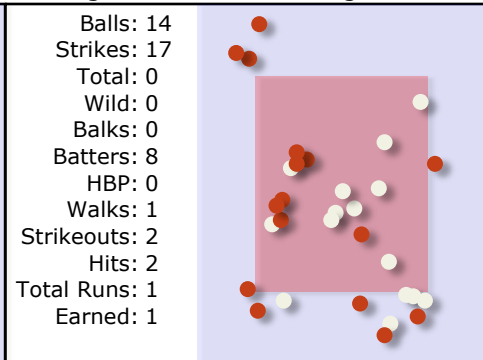 Balls: 14
Strikes: 17
Total: 0
Wild: 0
Balks: 0
Batters: 8
HBP: 0
Walks: 1
Strikeouts: 2
Hits: 2
Total Runs: 1
Earned: 1